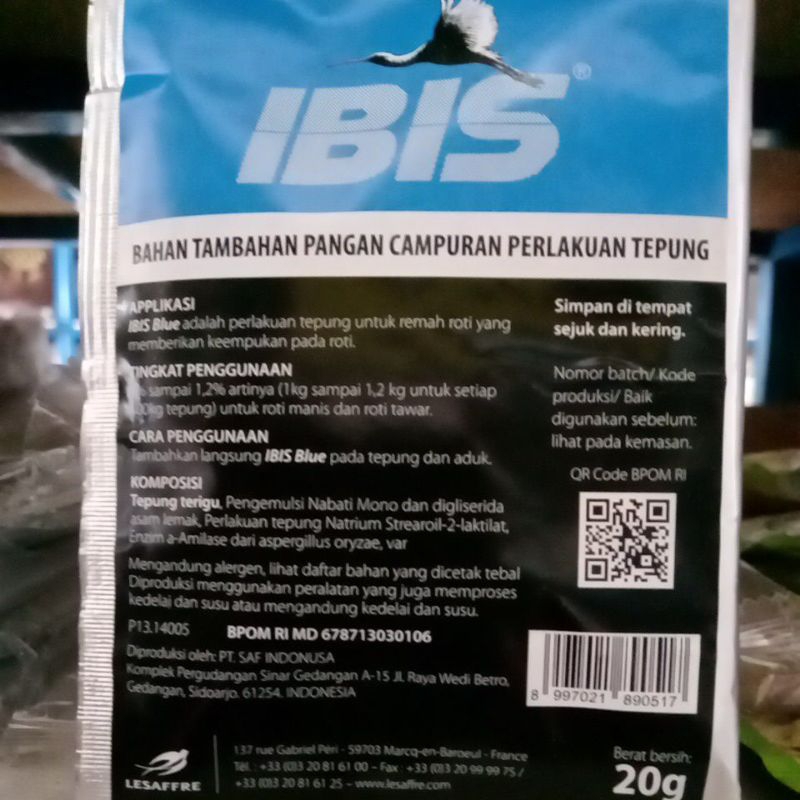 IBIS®
BAHAN TAMBAHAN PANGAN CAMPURAN PERLAKUAN TEPUNG
APPLIKASI
IBIS Blue adalah perlakuan tepung untuk remah roti yang
memberikan keempukan pada roti.
TINGKAT PENGGUNAAN
sampai 1,2% artinya (1kg sampai 1,2 kg untuk setiap
tepung) untuk roti manis dan roti tawar.
CARA PENGGUNAAN
Tambahkan langsung IBIS Blue pada tepung dan aduk.
KOMPOSISI
Tepung terigu, Pengemulsi Nabati Mono dan digliserida
asam lemak, Perlakuan tepung Natrium Strearoil-2-laktilat,
Enzim a-Amilase dari aspergillus oryzae, var
Mengandung alergen, lihat daftar bahan yang dicetak tebal
Diproduksi menggunakan peralatan yang juga memproses
kedelai dan susu atau mengandung kedelai dan susu.
P13.14005 BPOM RI MD 678713030106
Diproduksi oleh: PT. SAF INDONUSA
Komplek Pergudangan Sinar Gedangan A-15 Jl. Raya Wedi Betro,
Gedangan, Sidoarjo. 61254. INDONESIA
Simpan di tempat
sejuk dan kering.
Nomor batch/ Kode
produksi/ Baik
digunakan sebelum:
lihat pada kemasan.
QR Code BPOM RI
8 997021 890517
LESAFFRE
137 rue Gabriel Péri - 59703 Marcq-en-Baroeul - France
Tél. : +33 (0)3 20 81 61 00 - Fax : +33 (0)3 20 99 99 75 /
+33 (0)3 20 81 61 25 - www.lesaffre.com
Berat bersih:
20g